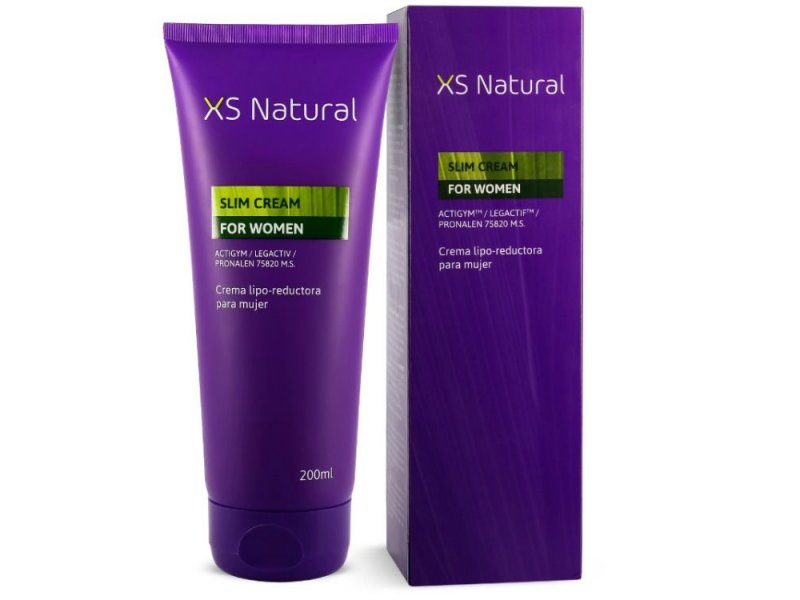 XS Natural
SLIM CREAM
FOR WOMEN
ACTIGYM / LEGACTIV /
PRONALEN 75820 M.S.
Crema lipo-reductora
para mujer
200ml
XS Natural
SLIM CREAM
FOR WOMEN
ACTIGYM™ / LEGACTIF™ /
PRONALEN 75820 M.S.
Crema lipo-reductora
para mujer